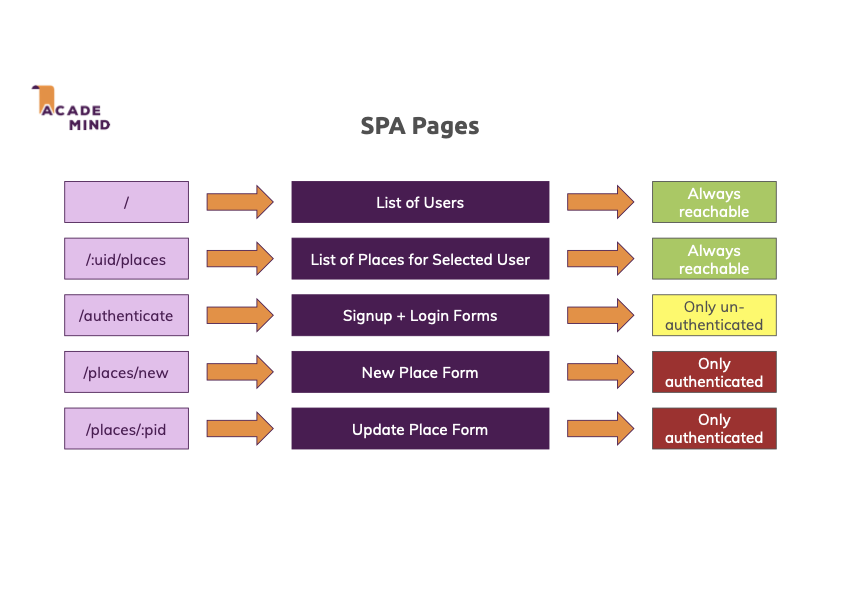 ACADE
MIND
SPA Pages
/
List of Users
Always
reachable
/:uid/places
List of Places for Selected User
Always
reachable
/authenticate
Signup + Login Forms
Only un-
authenticated
/places/new
New Place Form
Only
authenticated
/places/:pid
Update Place Form
Only
authenticated